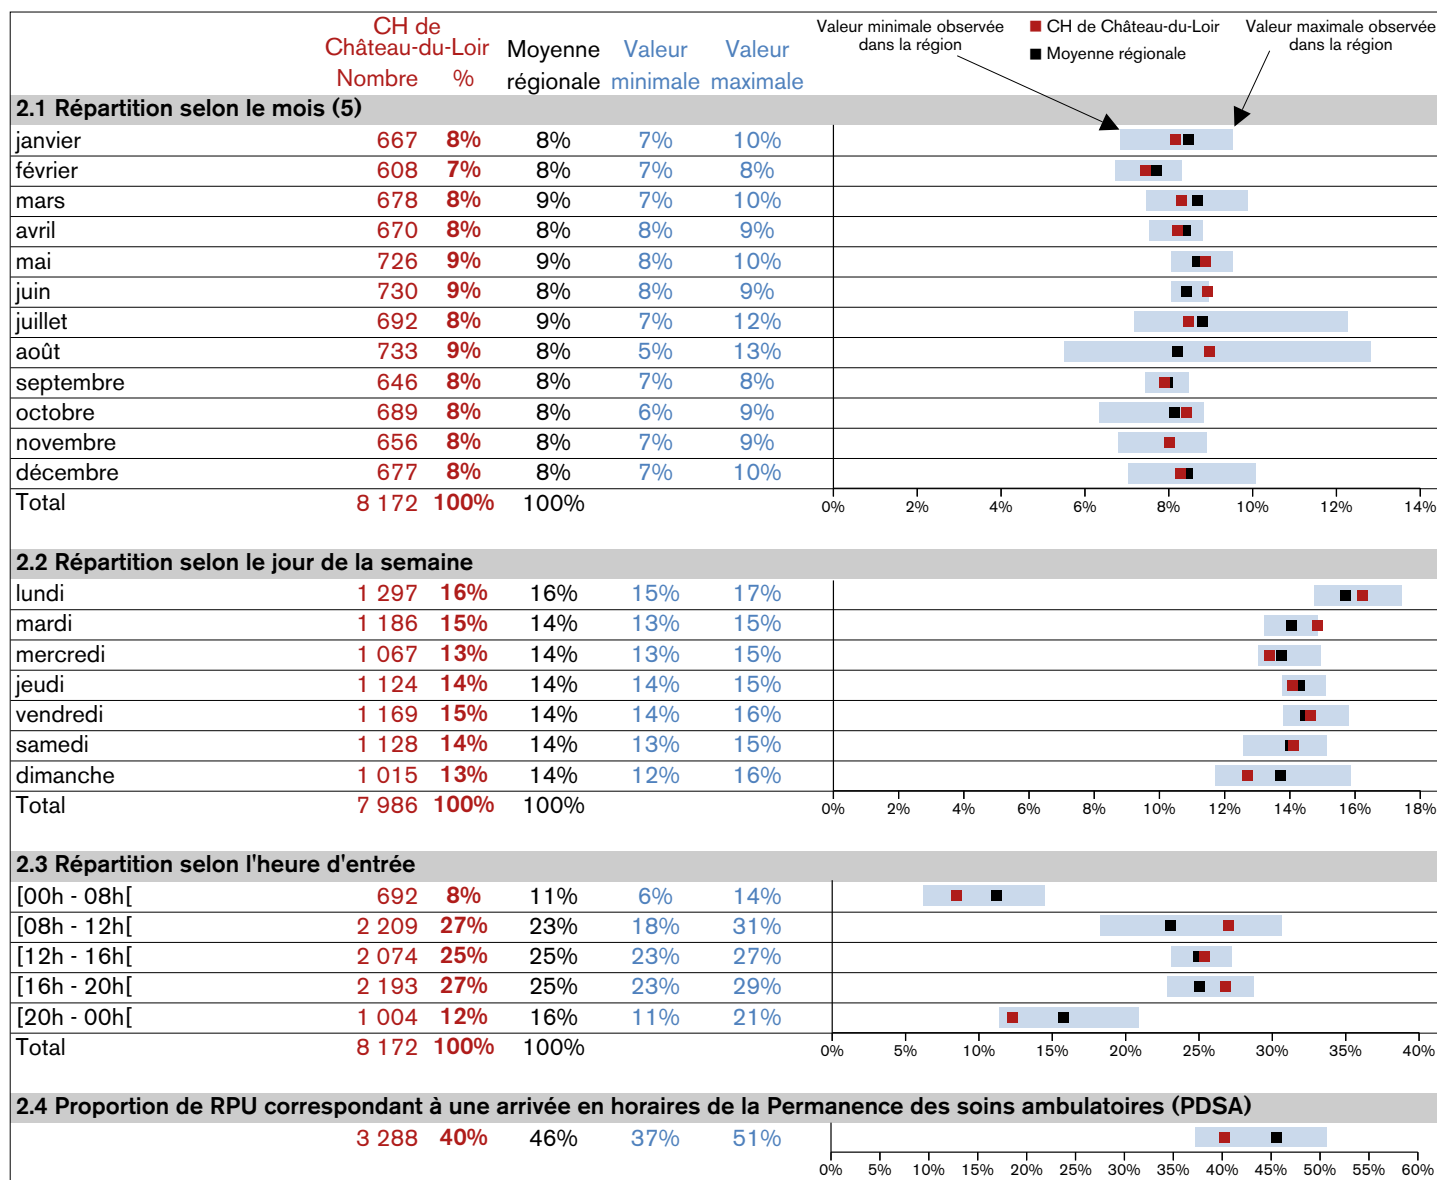 CH de
Château-du-Loir Moyenne Valeur Valeur
Nombre % régionale minimale maximale
Valeur minimale observée dans la région
CH de Château-du-Loir
Moyenne régionale
Valeur maximale observée dans la région
2.1 Répartition selon le mois (5)
janvier 667 8% 8% 7% 10%
février 608 7% 8% 7% 8%
mars 678 8% 9% 7% 10%
avril 670 8% 8% 8% 9%
mai 726 9% 9% 8% 10%
juin 730 9% 8% 8% 9%
juillet 692 8% 9% 7% 12%
août 733 9% 8% 5% 13%
septembre 646 8% 8% 7% 8%
octobre 689 8% 8% 6% 9%
novembre 656 8% 8% 7% 9%
décembre 677 8% 8% 7% 10%
Total 8 172 100% 100%
0% 2% 4% 6% 8% 10% 12% 14%
2.2 Répartition selon le jour de la semaine
lundi 1 297 16% 16% 15% 17%
mardi 1 186 15% 14% 13% 15%
mercredi 1 067 13% 14% 13% 15%
jeudi 1 124 14% 14% 14% 15%
vendredi 1 169 15% 14% 14% 16%
samedi 1 128 14% 14% 13% 15%
dimanche 1 015 13% 14% 12% 16%
Total 7 986 100% 100%
0% 2% 4% 6% 8% 10% 12% 14% 16% 18%
2.3 Répartition selon l'heure d'entrée
[00h - 08h[ 692 8% 11% 6% 14%
[08h - 12h[ 2 209 27% 23% 18% 31%
[12h - 16h[ 2 074 25% 25% 23% 27%
[16h - 20h[ 2 193 27% 25% 23% 29%
[20h - 00h[ 1 004 12% 16% 11% 21%
Total 8 172 100% 100%
0% 5% 10% 15% 20% 25% 30% 35% 40%
2.4 Proportion de RPU correspondant à une arrivée en horaires de la Permanence des soins ambulatoires (PDSA)
3 288 40% 46% 37% 51%
0% 5% 10% 15% 20% 25% 30% 35% 40% 45% 50% 55% 60%